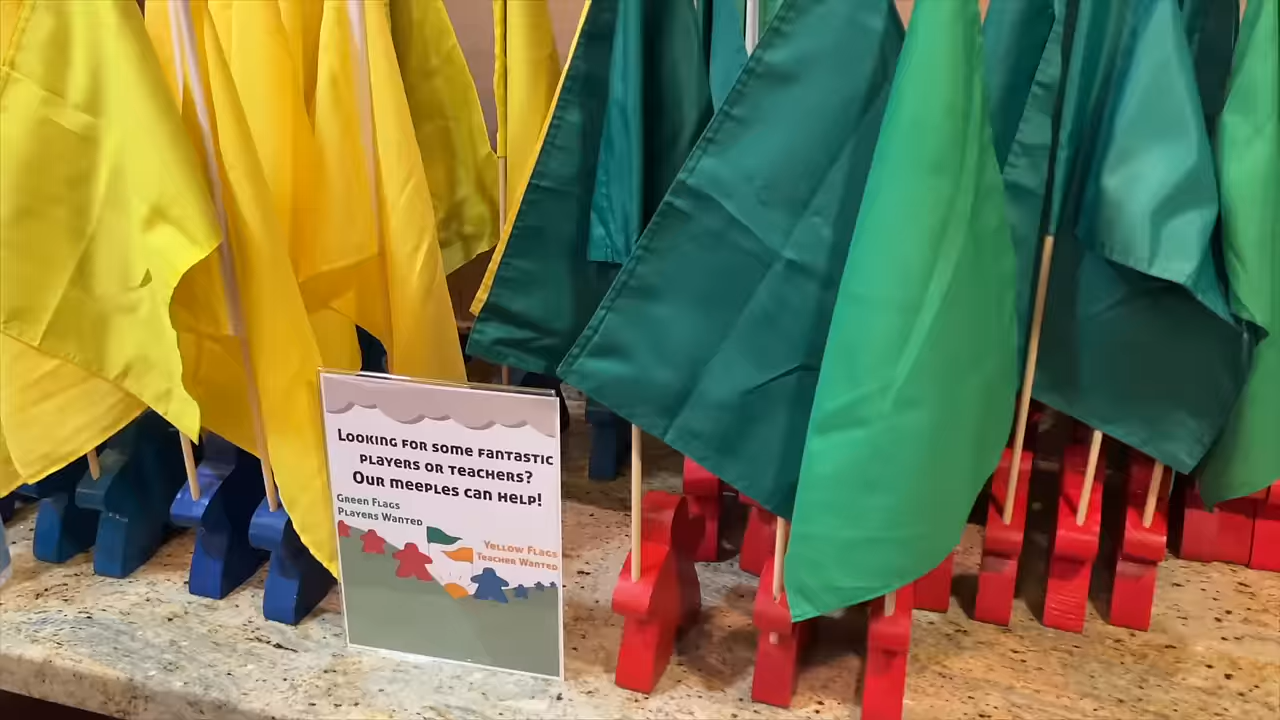 Looking for some fantastic
players or teachers?
Our meeples can help!
Green Flags
Players Wanted
Yellow Flags
Teacher Wanted